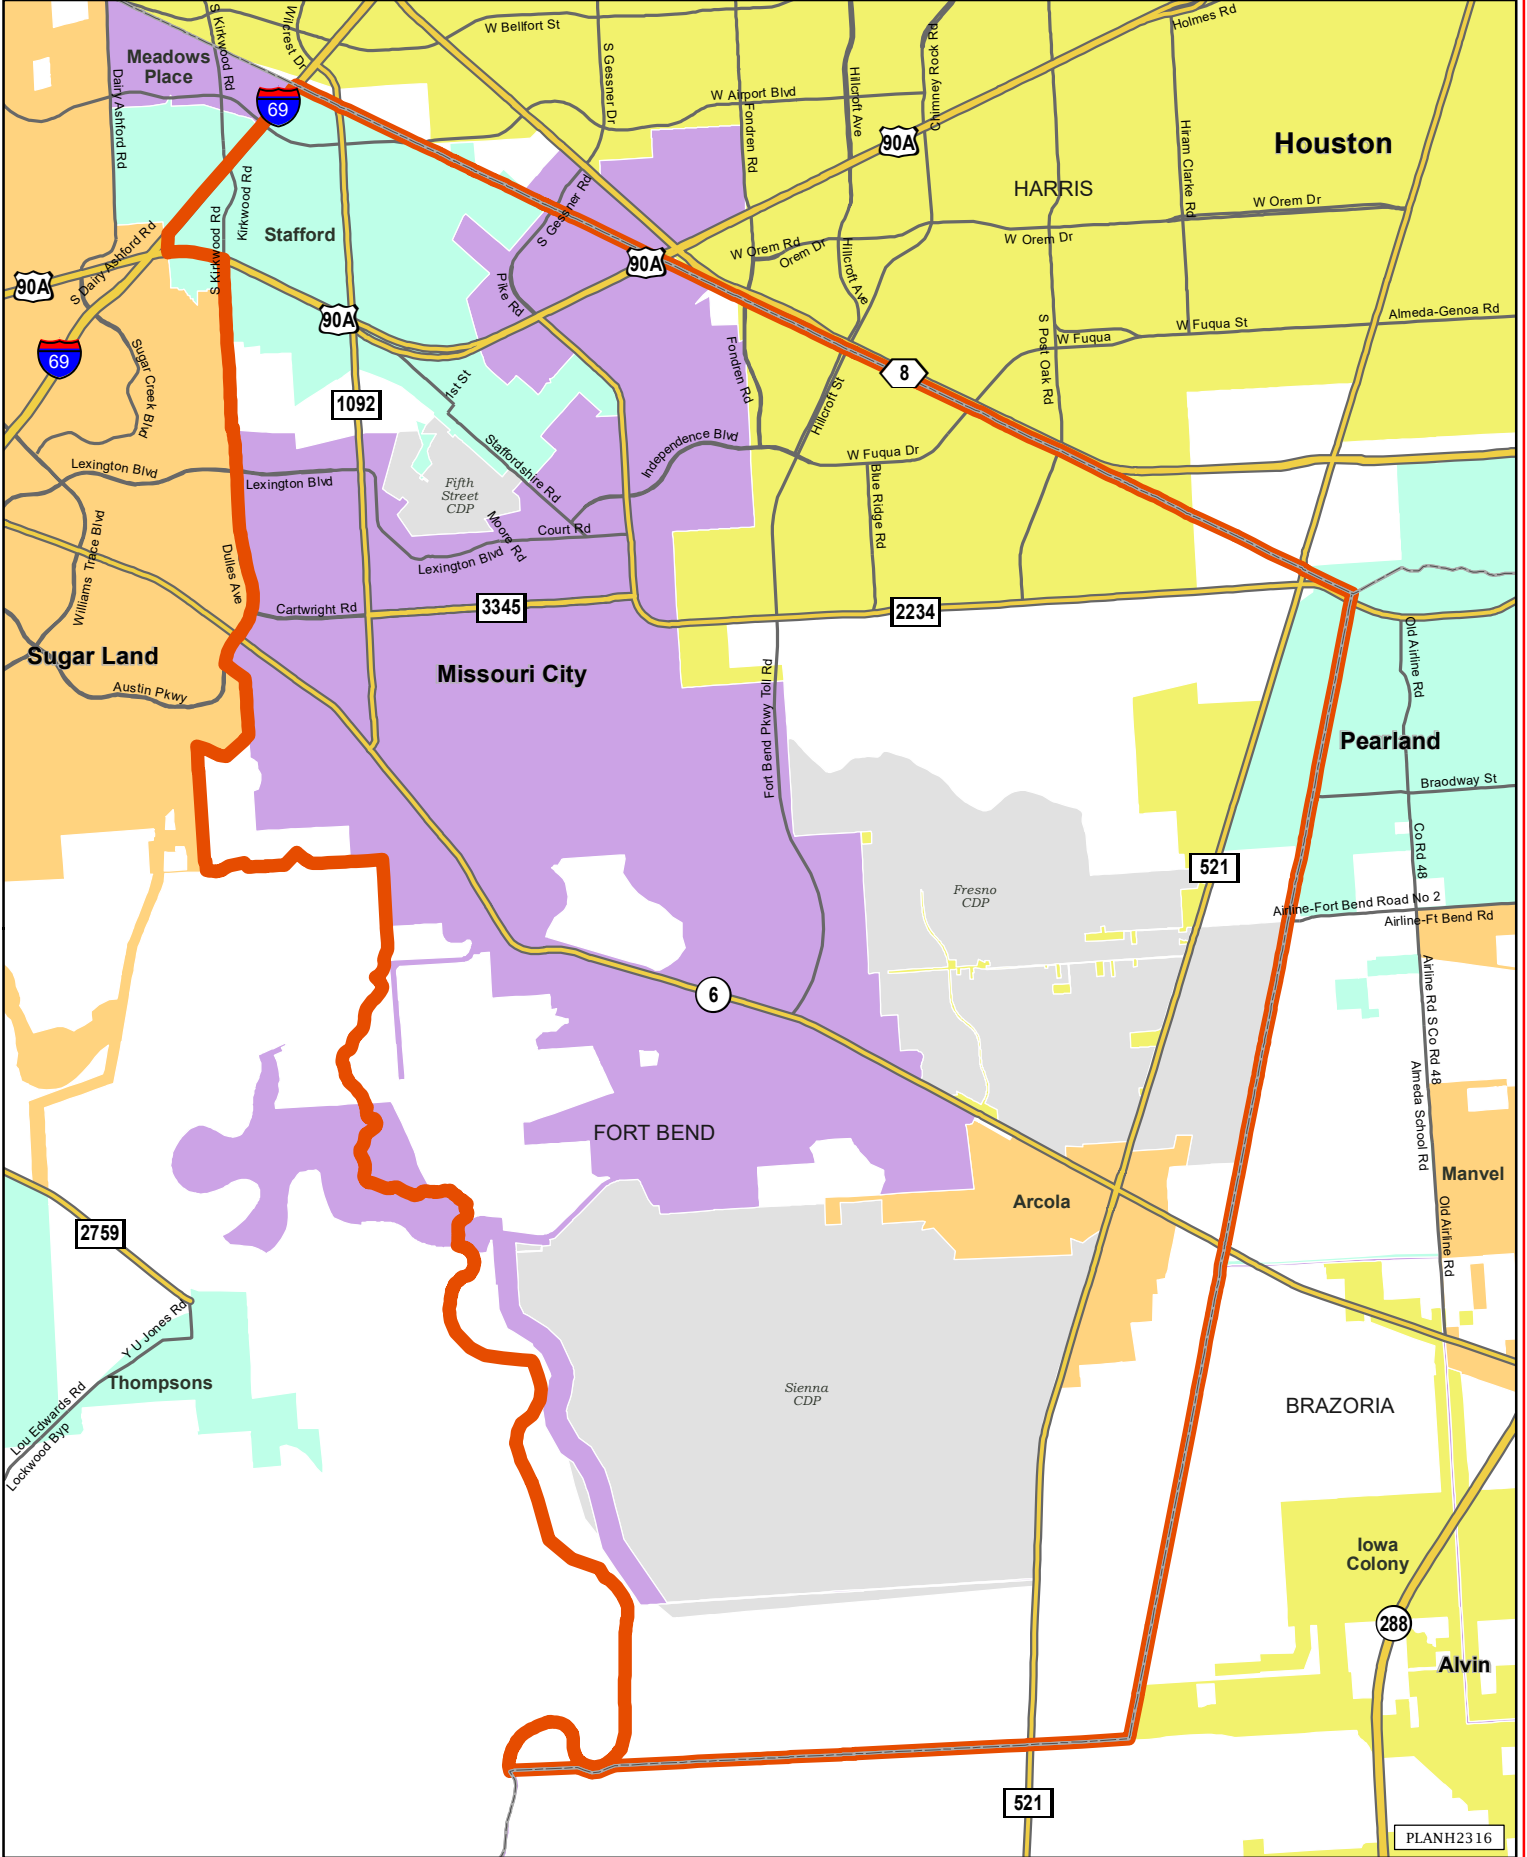 S Kirkwood Rd
Wilcrest Dr
W Bellfort St
Holmes Rd
Meadows
Place
S Gessner Dr
Chimney Rock Rd
Hillcroft Ave
W Airport Blvd
Dairy Ashford Rd
69
Fondren Rd
90A
Houston
Hiram Clarke Rd
HARRIS
Kirkwood Rd
S Gessner Rd
W Orem Dr
S Kirkwood Rd
Stafford
S Dairy Ashford Rd
W Orem Rd
Orem Dr
W Orem Dr
Hillcroft Ave
90A
90A
Pike Rd
90A
Almeda-Genoa Rd
W Fuqua St
W Fuqua
S Post Oak Rd
69
Sugar Creek Blvd
Fondren Rd
8
1st St
1092
Hillcroft St
Independence Blvd
Staffordshire Rd
W Fuqua Dr
Lexington Blvd
Lexington Blvd
Fifth
Street
CDP
Blue Ridge Rd
Moore Rd
Court Rd
Lexington Blvd
Williams Trace Blvd
Dulles Ave
Cartwright Rd
3345
2234
Sugar Land
Missouri City
Austin Pkwy
Fort Bend Pkwy Toll Rd
Old Airline Rd
Pearland
Braodway St
Co Rd 48
521
Fresno
CDP
Airline-Fort Bend Road No 2
Airline-Ft Bend Rd
6
Airline Rd S Co Rd 48
Almeda School Rd
FORT BEND
Manvel
Arcola
Old Airline Rd
2759
Y U Jones Rd
Thompsons
Sienna
CDP
BRAZORIA
Lou Edwards Rd
Lockwood Byp
Iowa
Colony
288
Alvin
521
PLANH2316